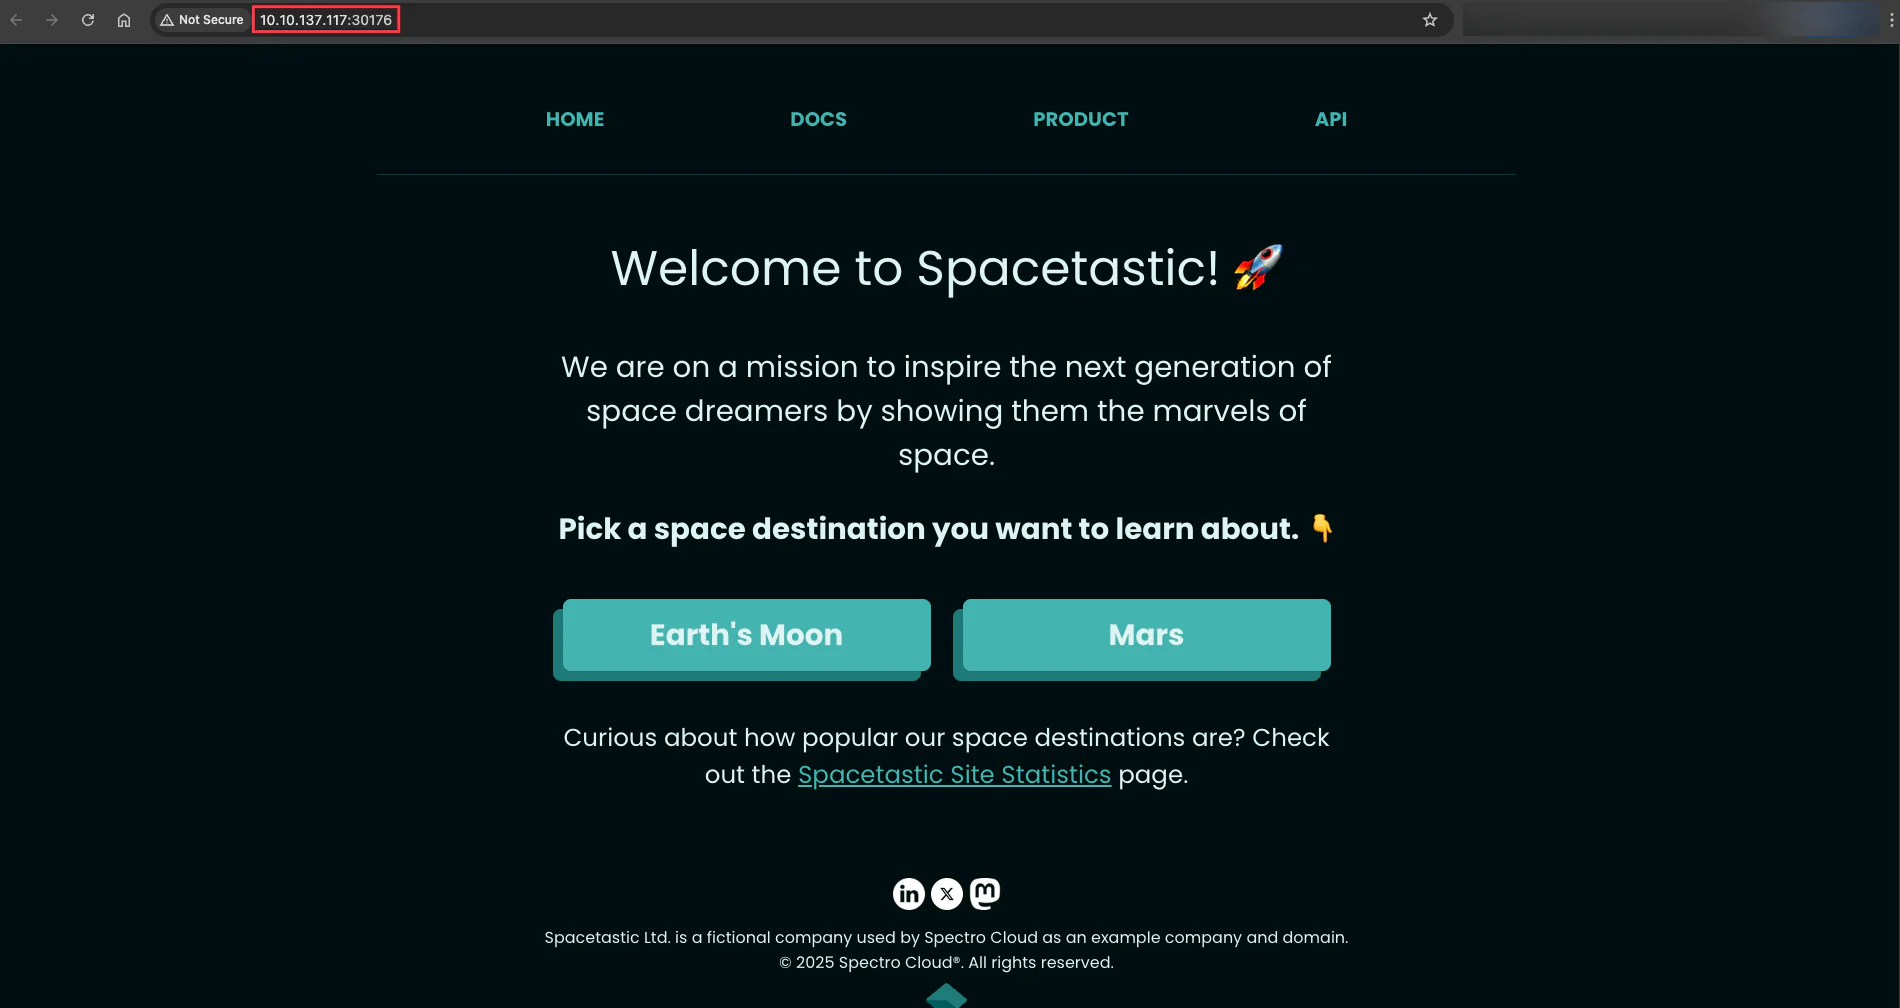 Not Secure 10.10.137.117:30176
HOME DOCS PRODUCT API
Welcome to Spacetastic! 🚀
We are on a mission to inspire the next generation of
space dreamers by showing them the marvels of
space.
Pick a space destination you want to learn about. 👇
Earth's Moon Mars
Curious about how popular our space destinations are? Check
out the Spacetastic Site Statistics page.
Spacetastic Ltd. is a fictional company used by Spectro Cloud as an example company and domain.
© 2025 Spectro Cloud®. All rights reserved.